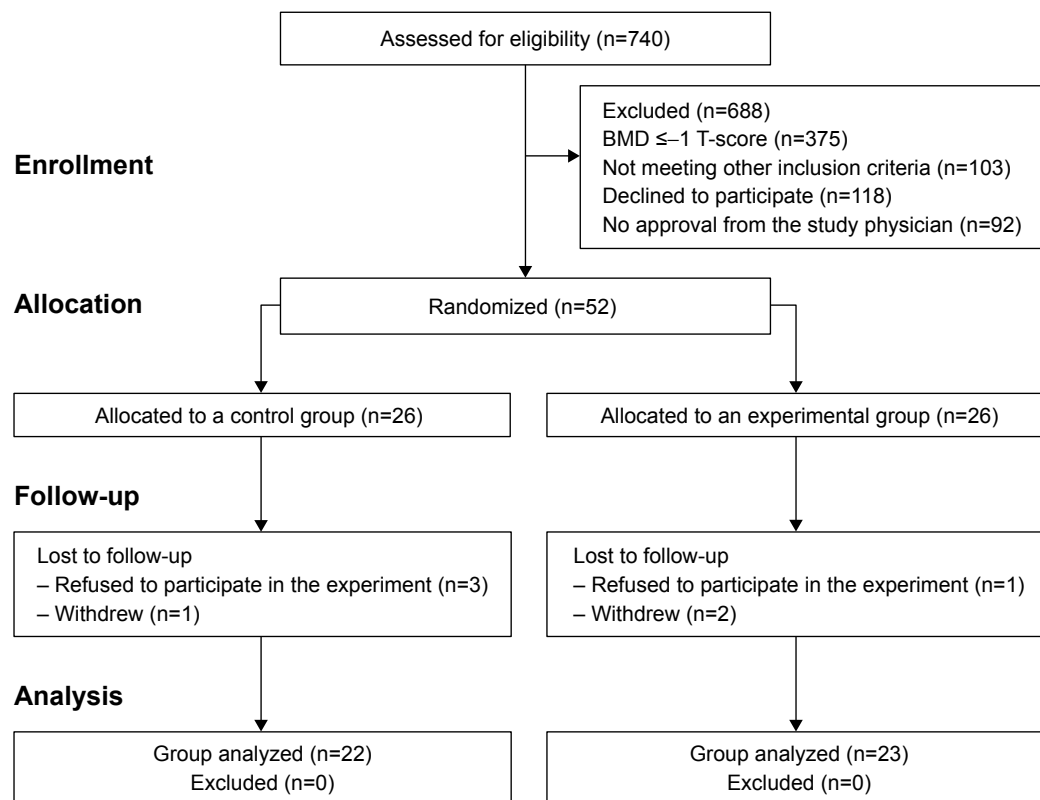 Assessed for eligibility (n=740)
Excluded (n=688)
BMD ≤–1 T-score (n=375)
Not meeting other inclusion criteria (n=103)
Declined to participate (n=118)
No approval from the study physician (n=92)
Enrollment
Allocation
Randomized (n=52)
Allocated to a control group (n=26)
Allocated to an experimental group (n=26)
Follow-up
Lost to follow-up
– Refused to participate in the experiment (n=3)
– Withdrew (n=1)
Lost to follow-up
– Refused to participate in the experiment (n=1)
– Withdrew (n=2)
Analysis
Group analyzed (n=22)
Excluded (n=0)
Group analyzed (n=23)
Excluded (n=0)